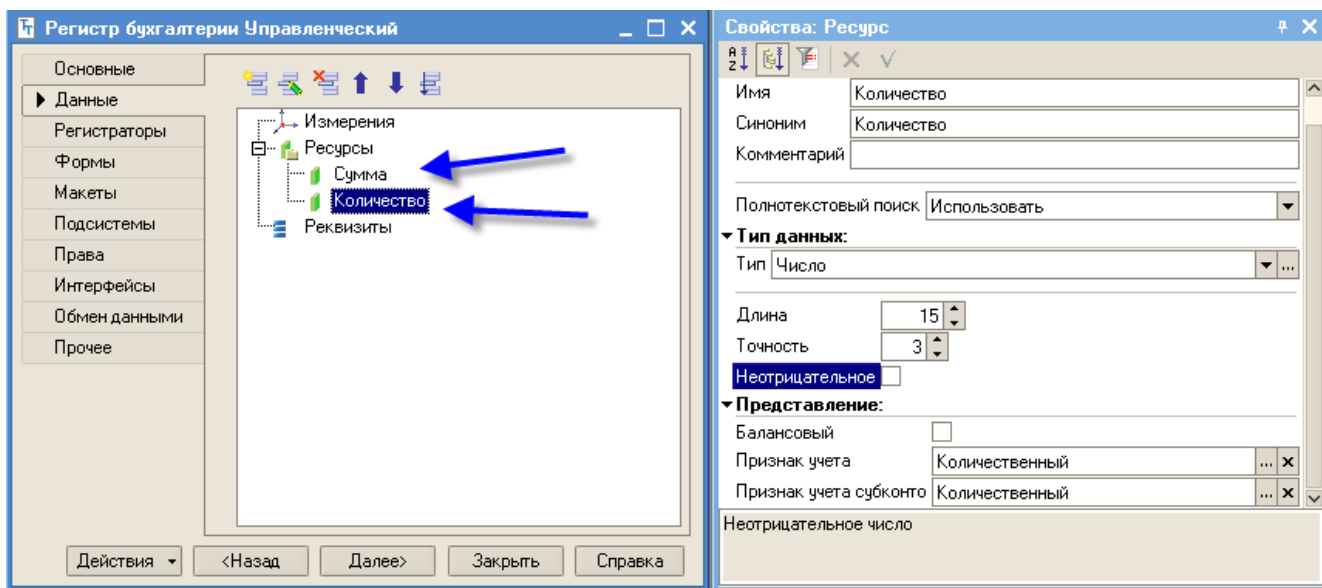 Регистр бухгалтерии Управленческий
Основные
Данные
Регистраторы
Формы
Макеты
Подсистемы
Права
Интерфейсы
Обмен данными
Прочее
Измерения
Ресурсы
Сумма
Количество
Реквизиты
Действия
<Назад
Далее>
Закрыть
Справка
Свойства: Ресурс
Имя Количество
Синоним Количество
Комментарий
Полнотекстовый поиск Использовать
Тип данных:
Тип Число ...
Длина 15
Точность 3
Неотрицательное
Представление:
Балансовый
Признак учета Количественный ... x
Признак учета субконто Количественный ... x
Неотрицательное число